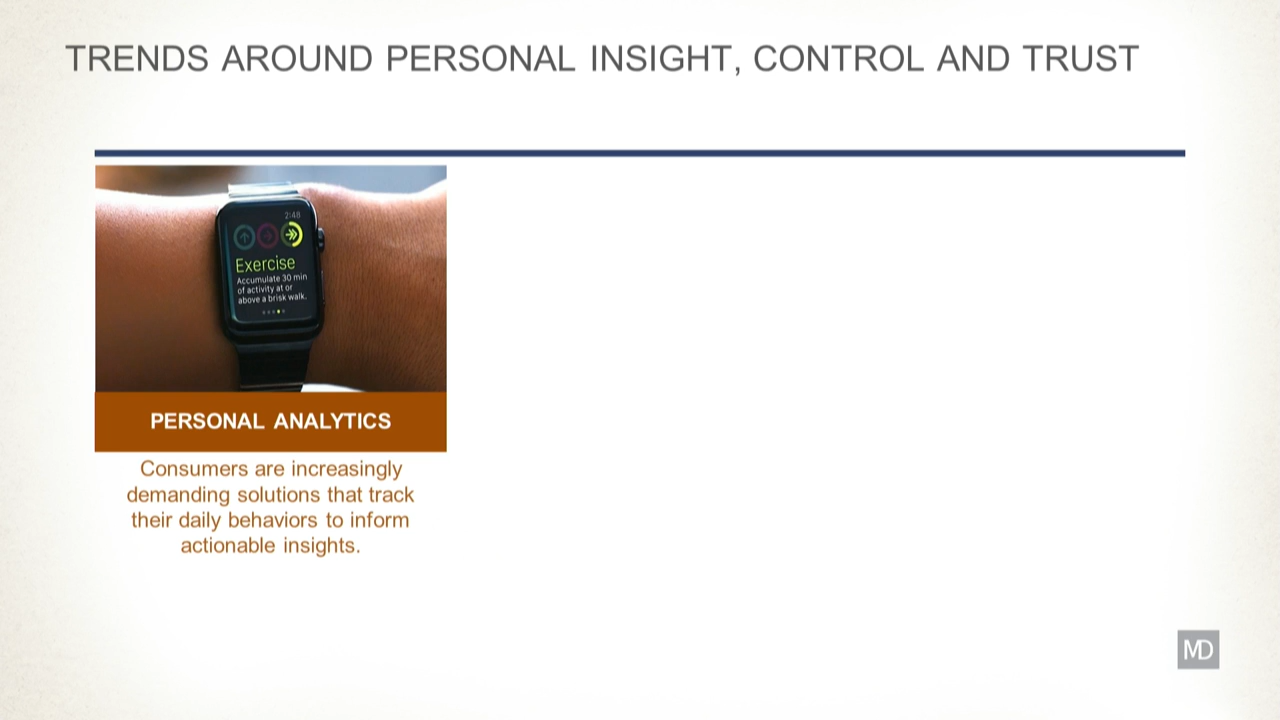 TRENDS AROUND PERSONAL INSIGHT, CONTROL AND TRUST
2:48
Exercise
Accumulate 30 min
of activity at or
above a brisk walk.
PERSONAL ANALYTICS
Consumers are increasingly
demanding solutions that track
their daily behaviors to inform
actionable insights.
MD